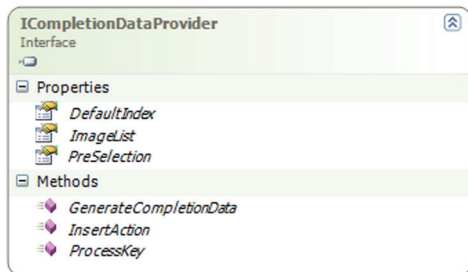 ICompletionDataProvider
Interface
Properties
DefaultIndex
ImageList
PreSelection
Methods
GenerateCompletionData
InsertAction
ProcessKey